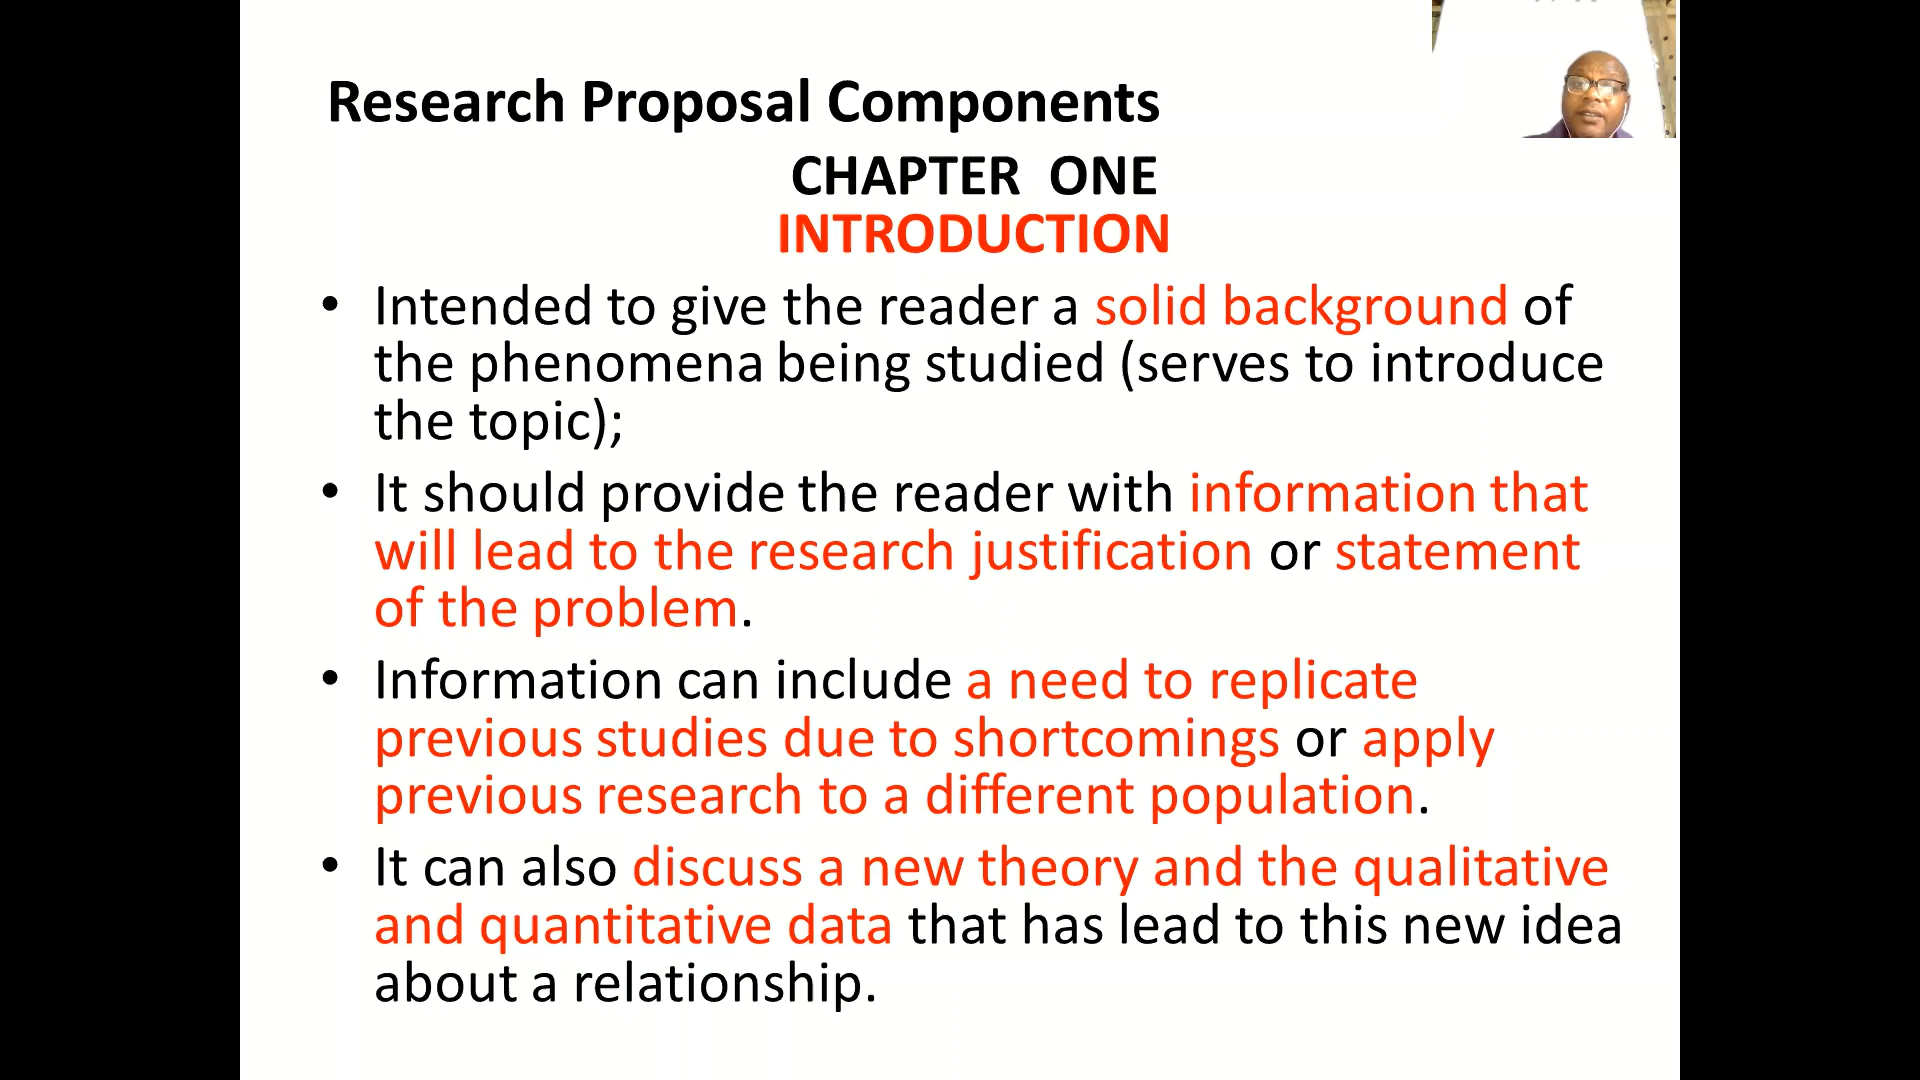 Research Proposal Components
CHAPTER ONE
INTRODUCTION
• Intended to give the reader a solid background of
the phenomena being studied (serves to introduce
the topic);
• It should provide the reader with information that
will lead to the research justification or statement
of the problem.
• Information can include a need to replicate
previous studies due to shortcomings or apply
previous research to a different population.
• It can also discuss a new theory and the qualitative
and quantitative data that has lead to this new idea
about a relationship.